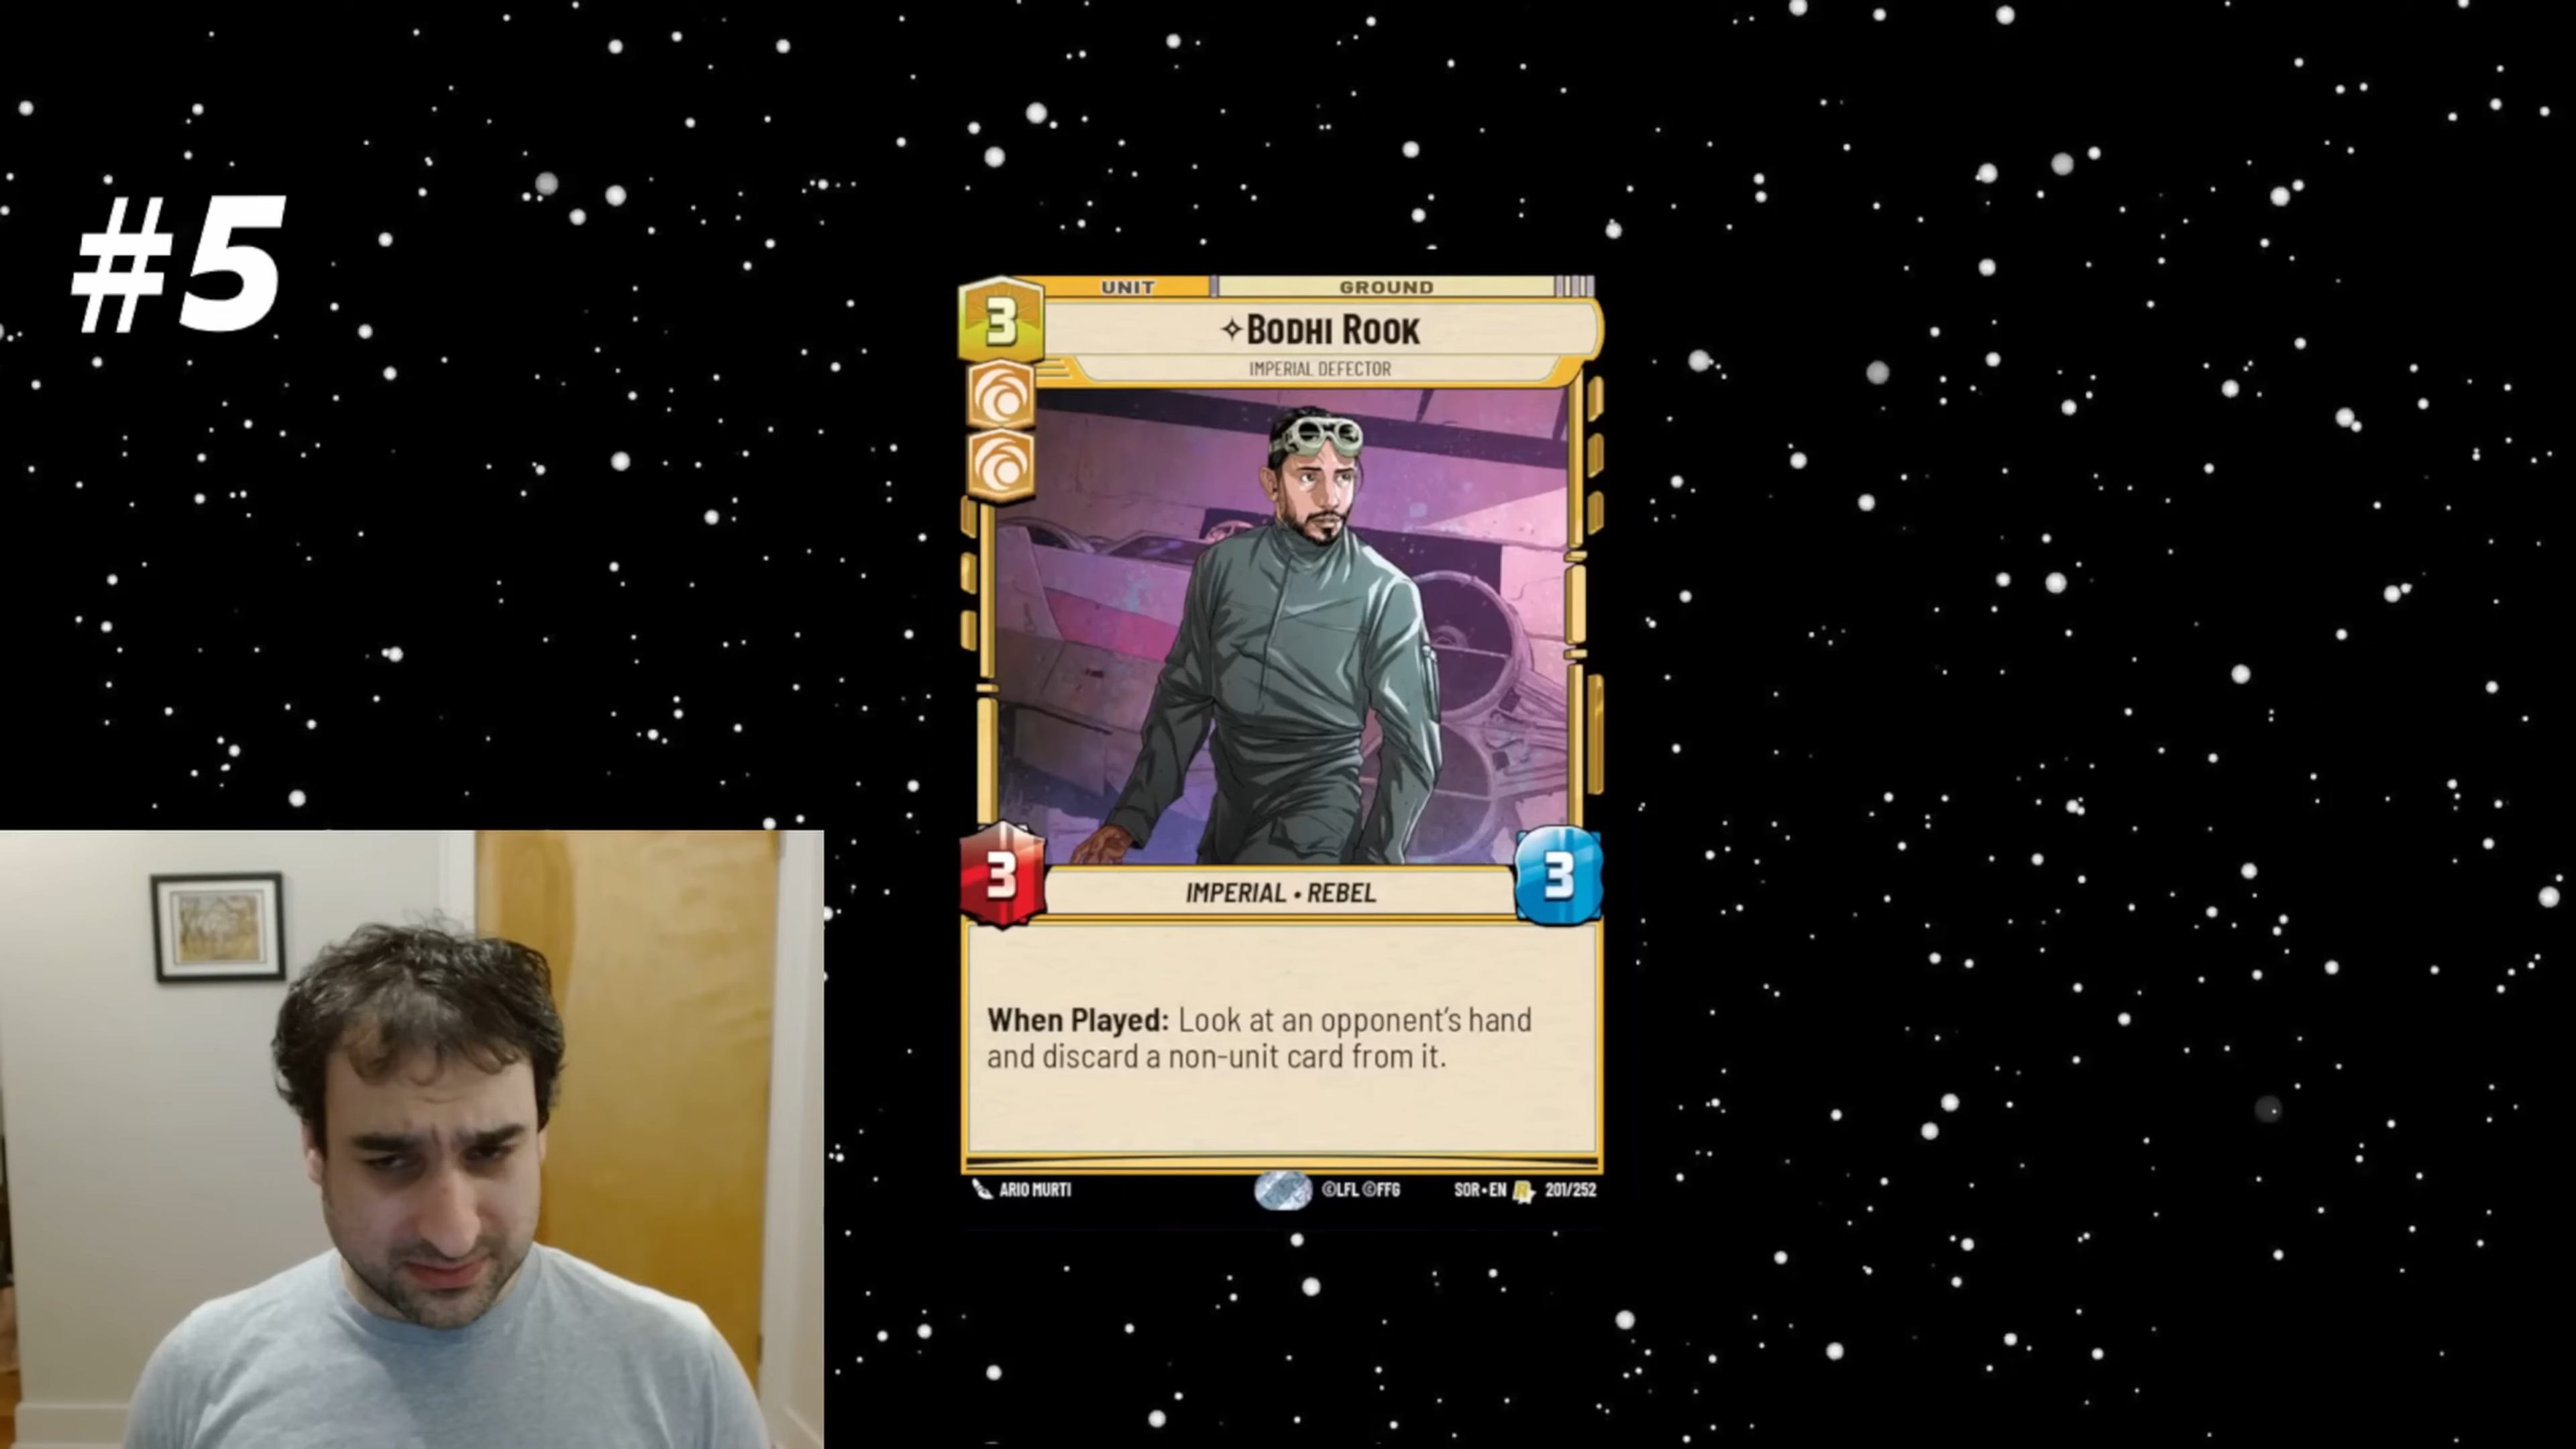 #5
UNIT
GROUND
3
BODHI ROOK
IMPERIAL DEFECTOR
3
IMPERIAL • REBEL
3
When Played: Look at an opponent's hand
and discard a non-unit card from it.
ARIO MURTI
©LFL ©FFG
SOR•EN R 201/252